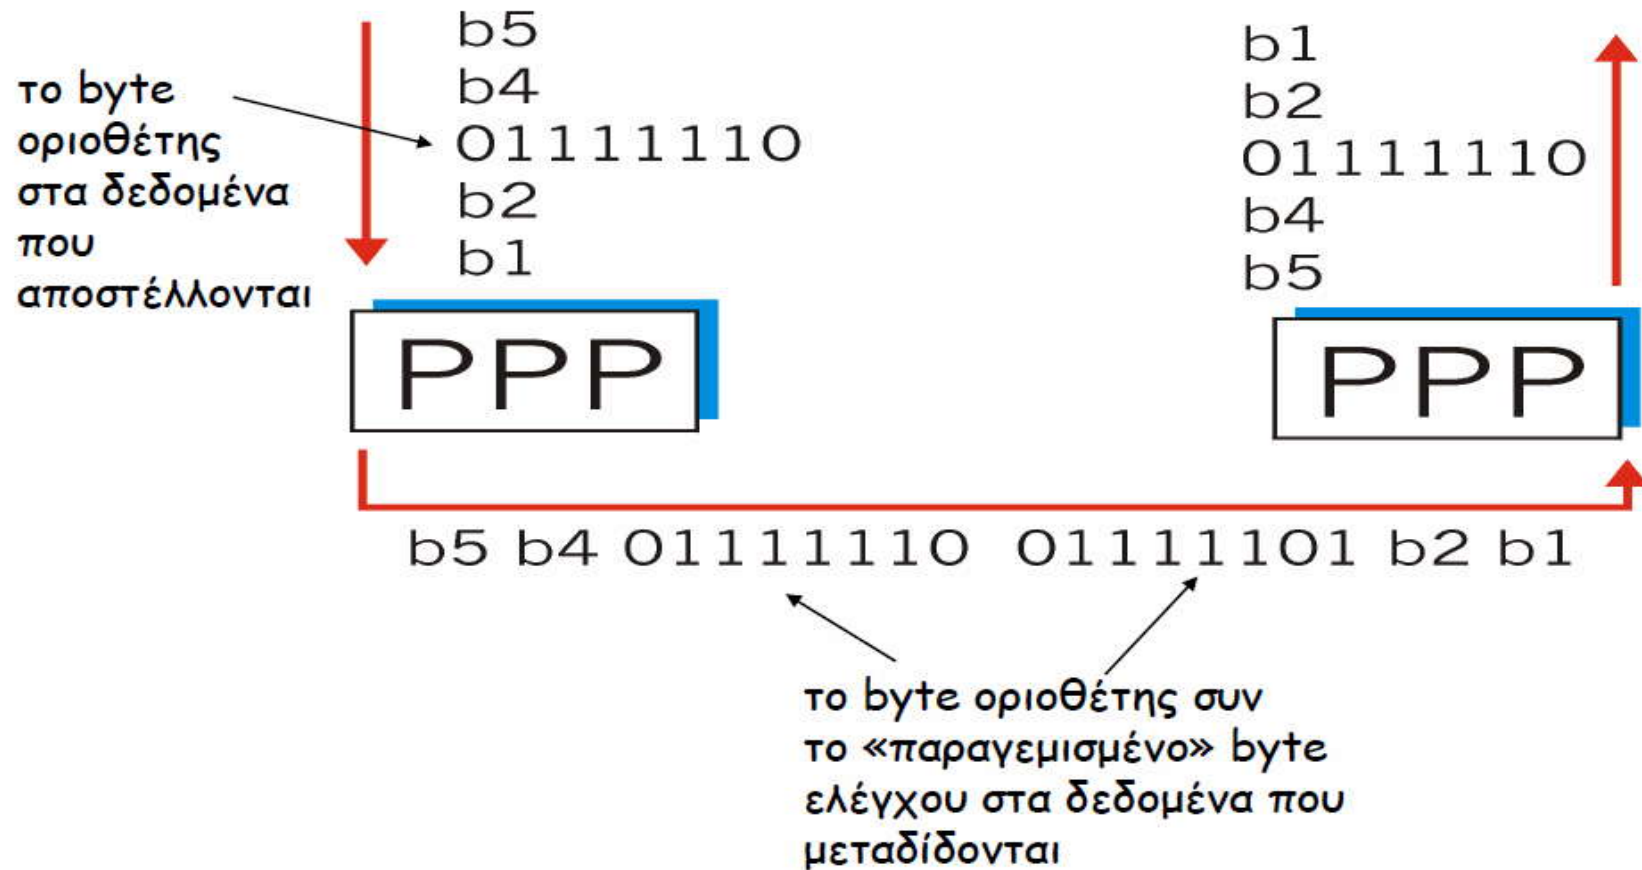 το byte
οριοθέτης
στα δεδομένα
που
αποστέλλονται
b5
b4
01111110
b2
b1
b1
b2
01111110
b4
b5
PPP
PPP
b5 b4 01111110 01111101 b2 b1
το byte οριοθέτης συν
το «παραγεμισμένο» byte
ελέγχου στα δεδομένα που
μεταδίδονται